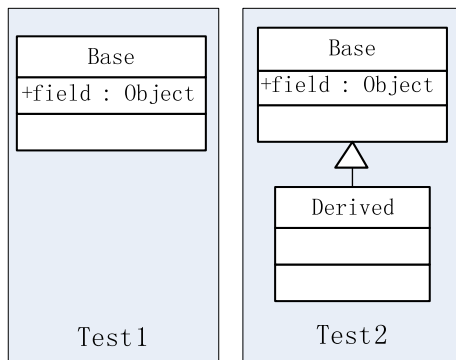 Base
+field : Object
Test1
Base
+field : Object
Derived
Test2